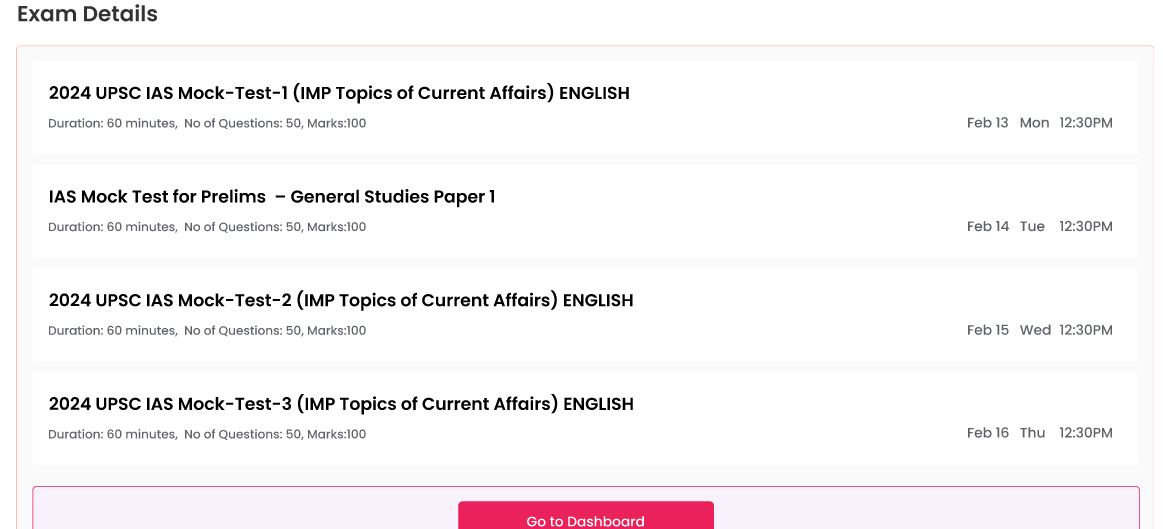 Exam Details
2024 UPSC IAS Mock-Test-1 (IMP Topics of Current Affairs) ENGLISH
Duration: 60 minutes, No of Questions: 50, Marks:100
Feb 13 Mon 12:30PM
IAS Mock Test for Prelims – General Studies Paper 1
Duration: 60 minutes, No of Questions: 50, Marks:100
Feb 14 Tue 12:30PM
2024 UPSC IAS Mock-Test-2 (IMP Topics of Current Affairs) ENGLISH
Duration: 60 minutes, No of Questions: 50, Marks:100
Feb 15 Wed 12:30PM
2024 UPSC IAS Mock-Test-3 (IMP Topics of Current Affairs) ENGLISH
Duration: 60 minutes, No of Questions: 50, Marks:100
Feb 16 Thu 12:30PM
Go to Dashboard